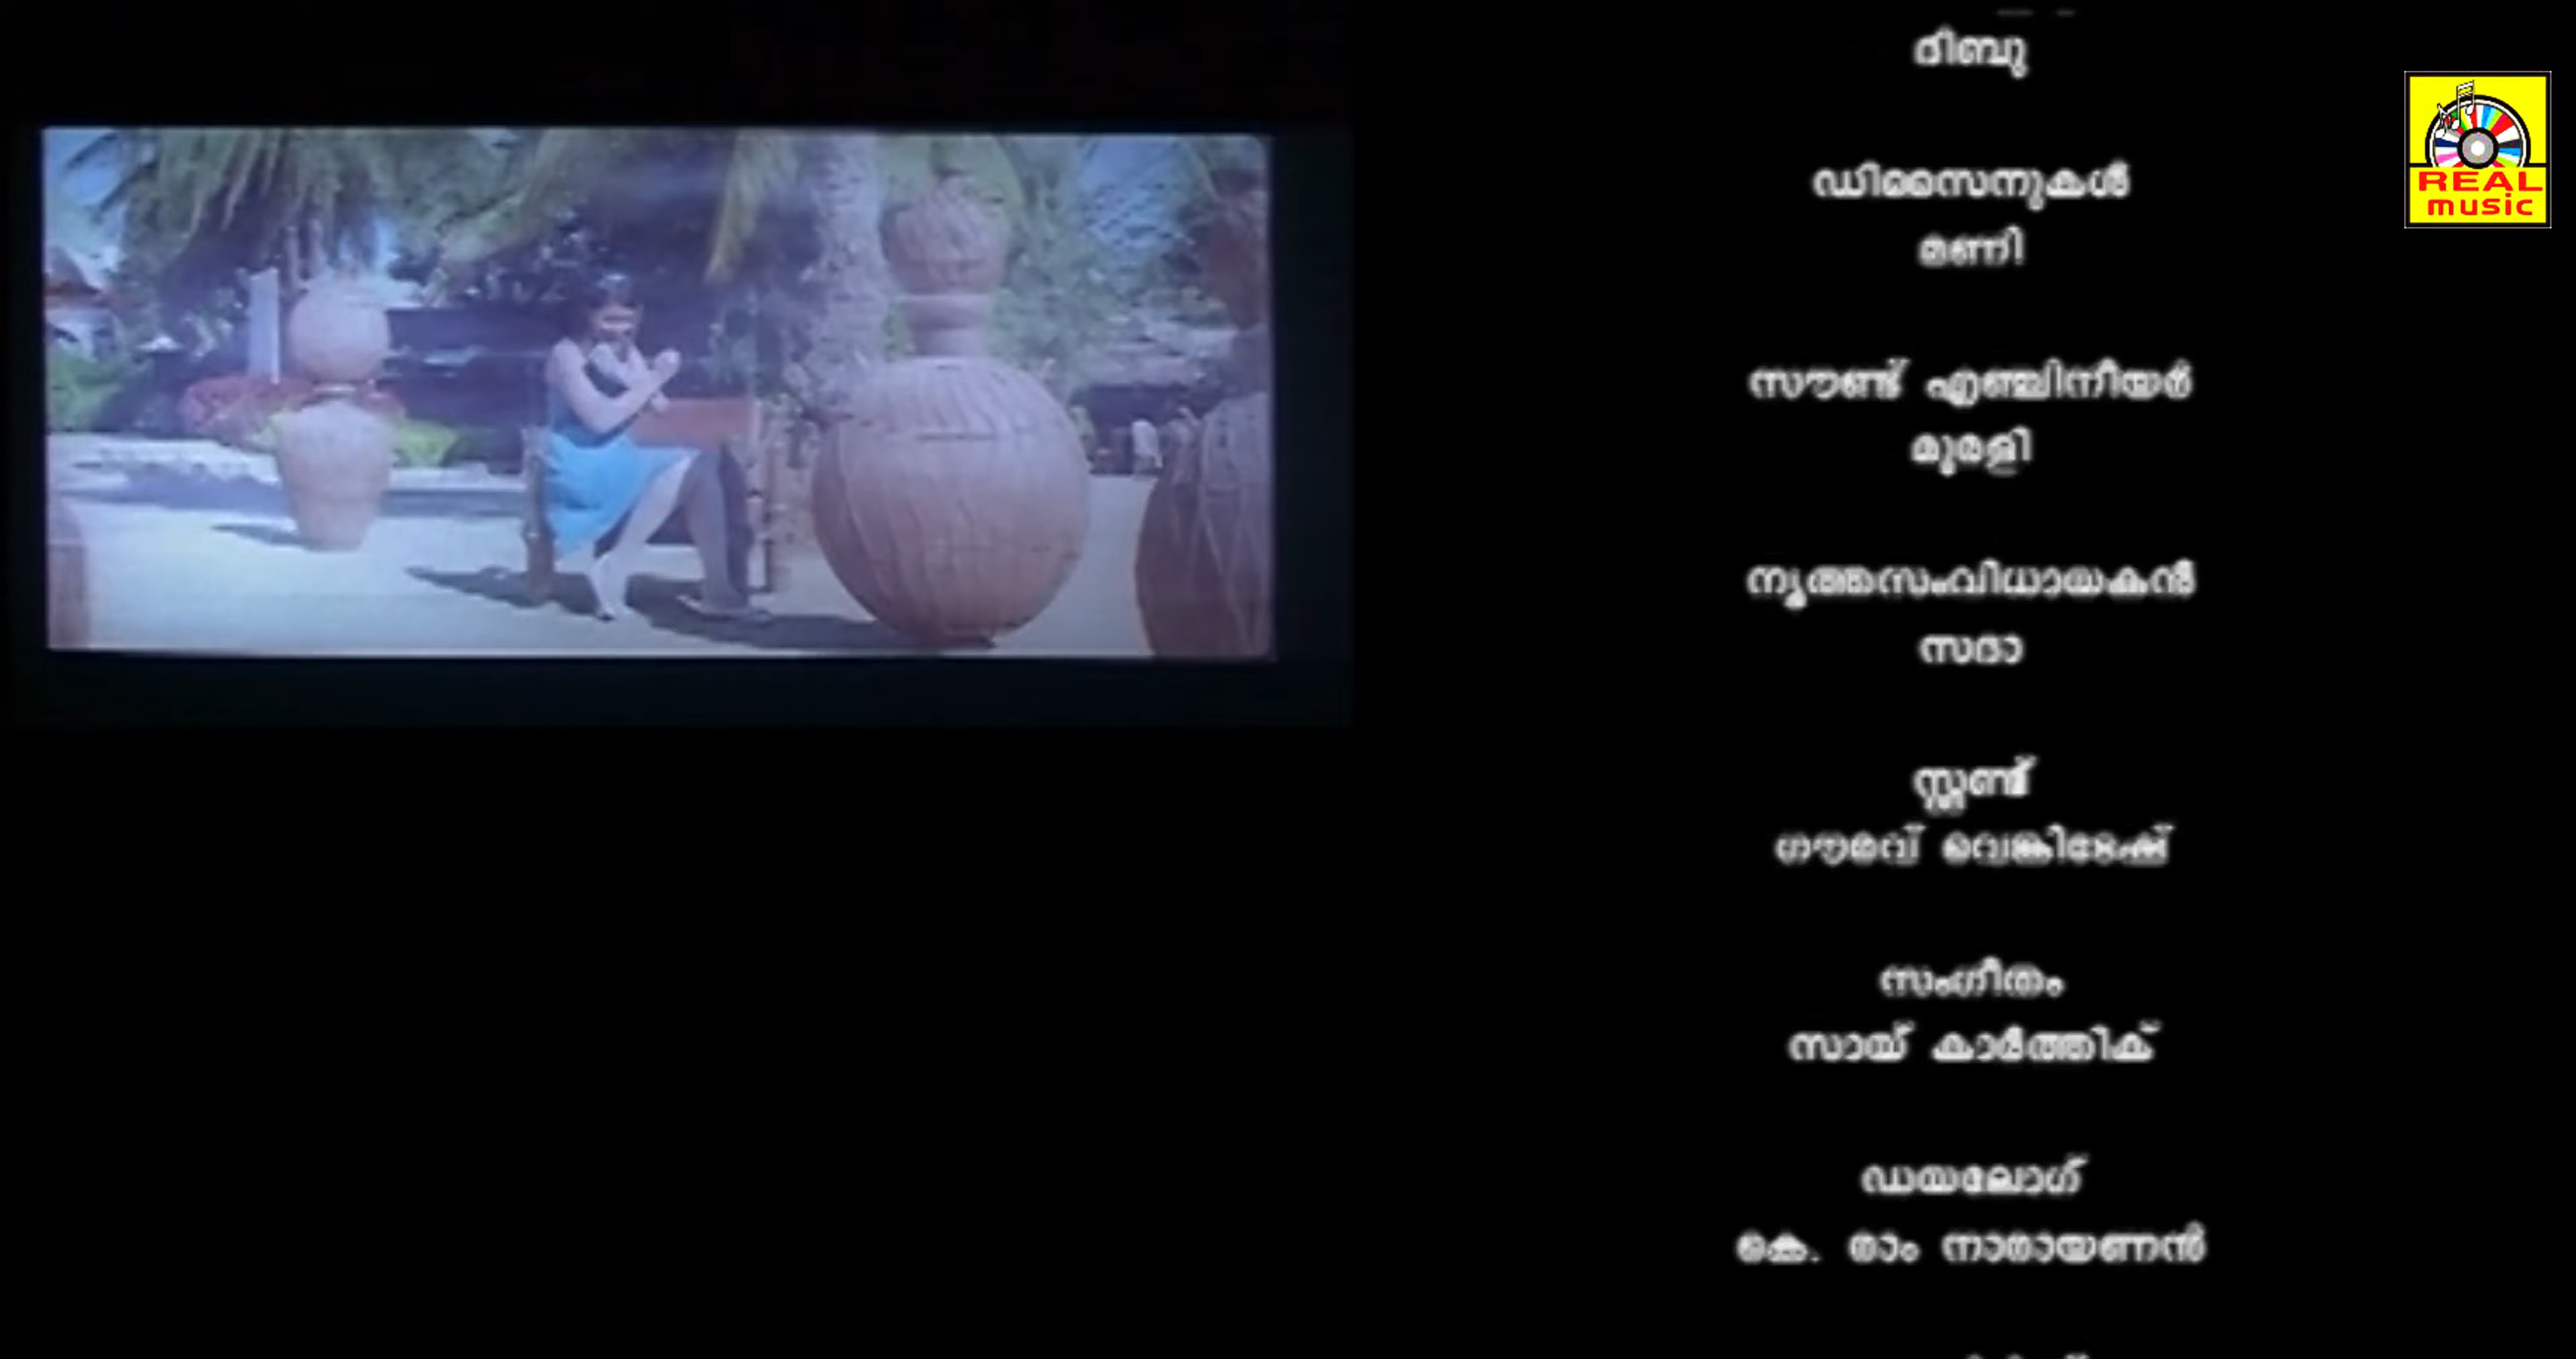 ദിബു
ഡിസൈനുകൾ
മണി
സൗണ്ട് എഞ്ചിനീയർ
മുരളി
നൃത്തസംവിധായകൻ
സദാ
സ്റ്റണ്ട്
ഗൗരവ് വെങ്കിടേഷ്
സംഗീതം
സായ് കാർത്തിക്
ഡയലോഗ്
കെ. രാം നാരായണൻ
REAL
music